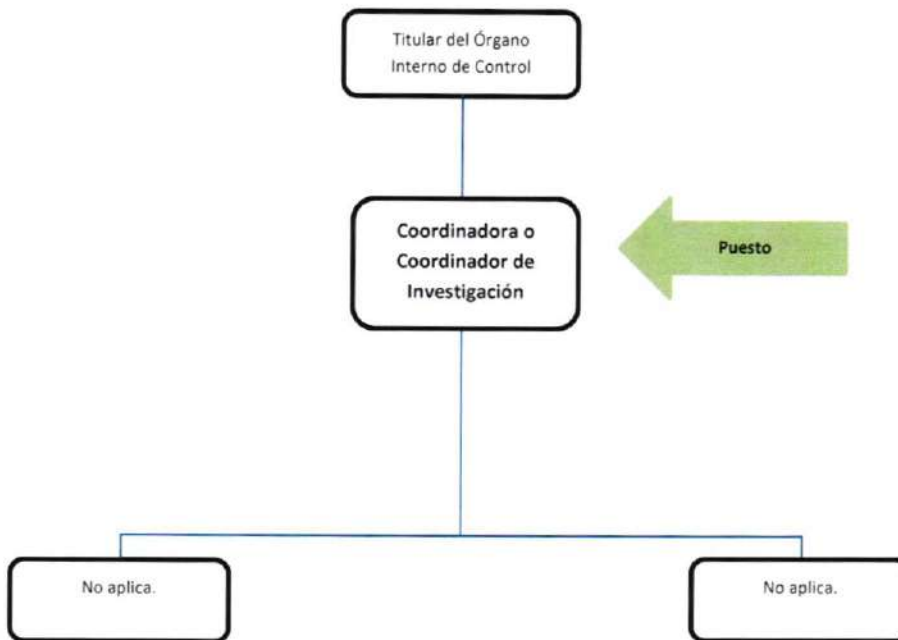 Titular del Órgano
Interno de Control
Coordinadora o
Coordinador de
Investigación
Puesto
No aplica.
No aplica.